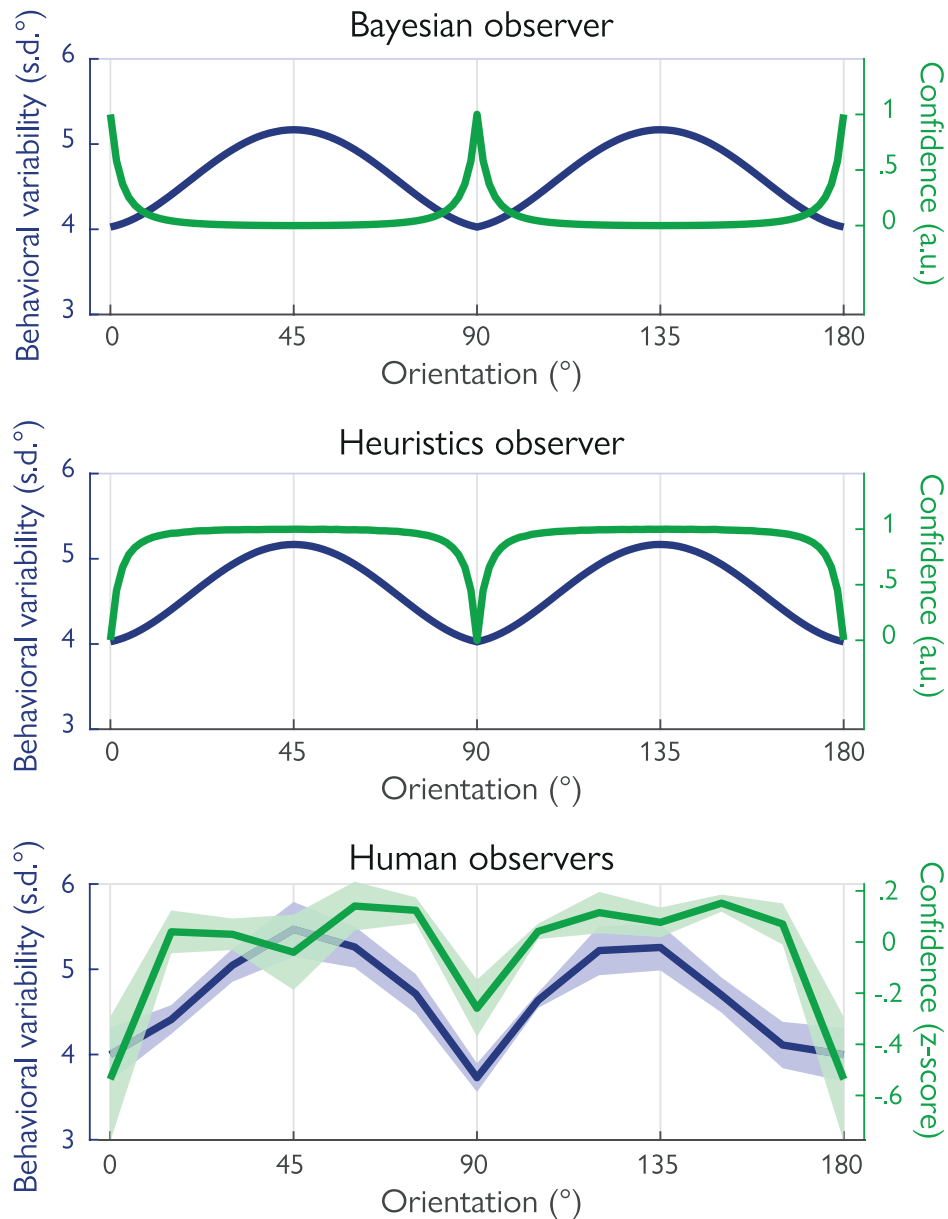 Bayesian observer
Behavioral variability (s.d.°)
6
5
4
3
1
.5
0
Confidence (a.u.)
0 45 90 135 180
Orientation (°)
Heuristics observer
Behavioral variability (s.d.°)
6
5
4
3
1
.5
0
Confidence (a.u.)
0 45 90 135 180
Orientation (°)
Human observers
Behavioral variability (s.d.°)
6
5
4
3
.2
0
-.2
-.4
-.6
Confidence (z-score)
0 45 90 135 180
Orientation (°)